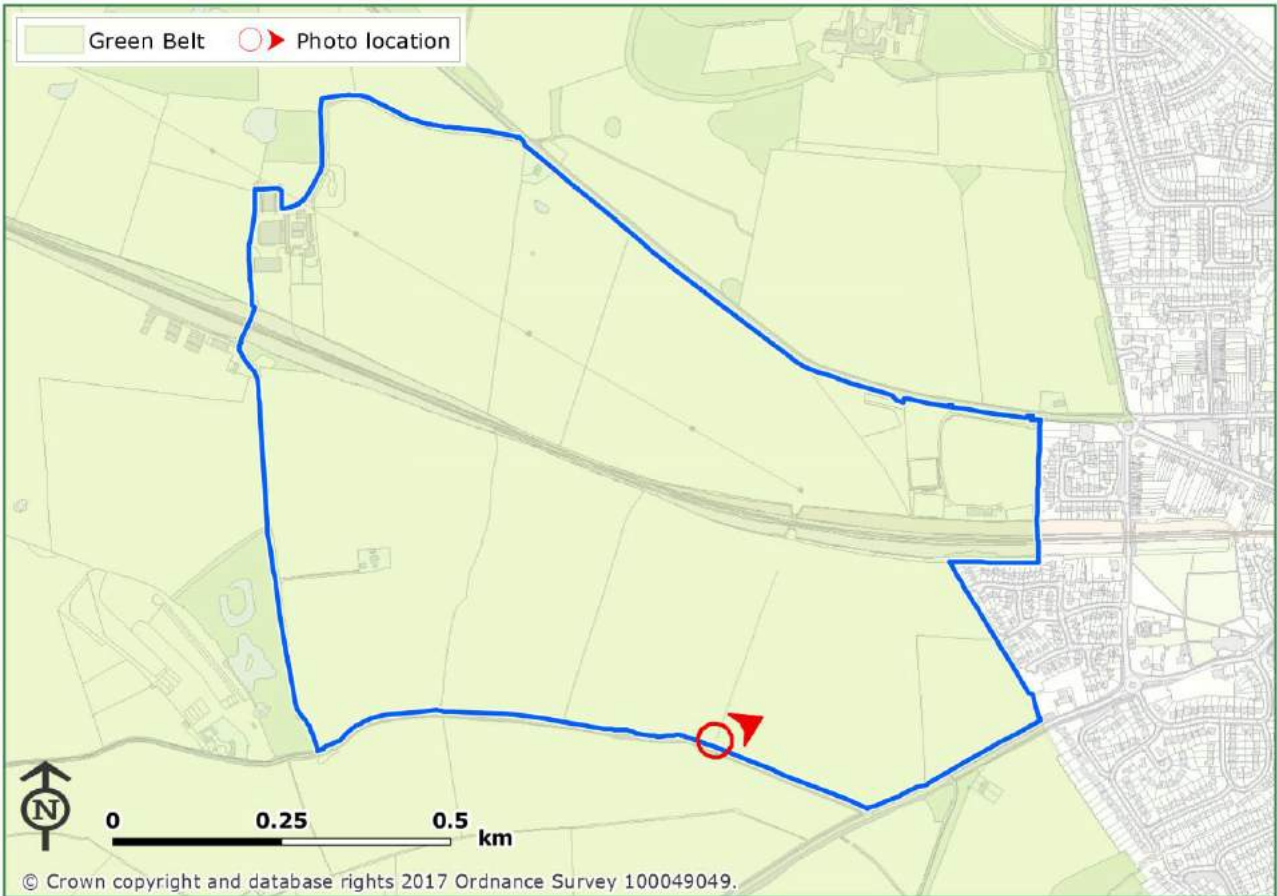 Green Belt Photo location
N
0 0.25 0.5 km
© Crown copyright and database rights 2017 Ordnance Survey 100049049.